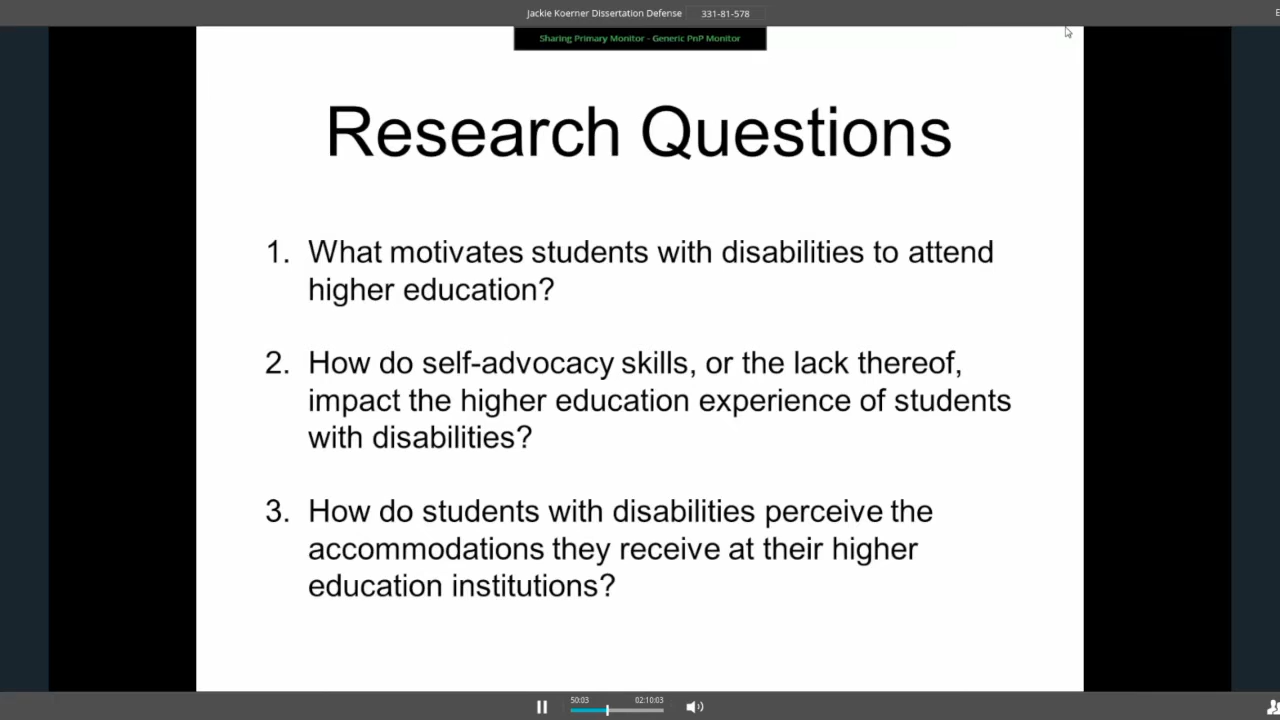 Jackie Koerner Dissertation Defense 331-81-578
E
Sharing Primary Monitor - Generic PnP Monitor
Research Questions
1. What motivates students with disabilities to attend
higher education?
2. How do self-advocacy skills, or the lack thereof,
impact the higher education experience of students
with disabilities?
3. How do students with disabilities perceive the
accommodations they receive at their higher
education institutions?
50:03 02:10:03